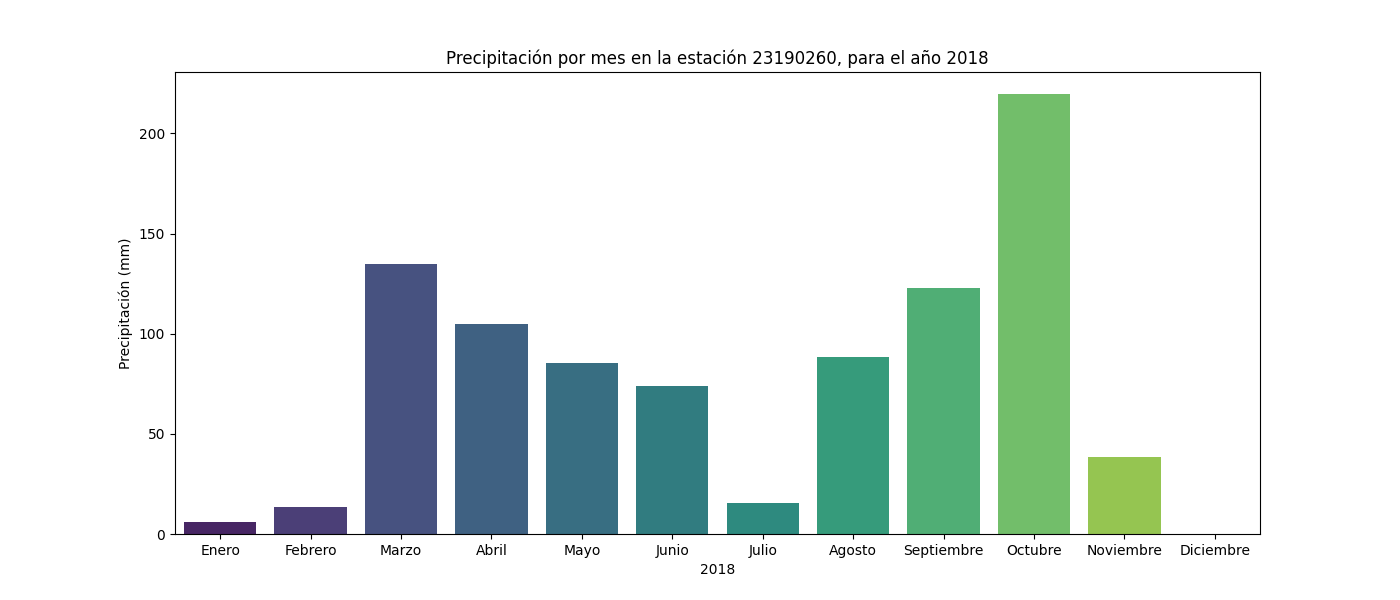 Precipitación por mes en la estación 23190260, para el año 2018
Precipitación (mm)
200
150
100
50
0
Enero Febrero Marzo Abril Mayo Junio Julio Agosto Septiembre Octubre Noviembre Diciembre
2018